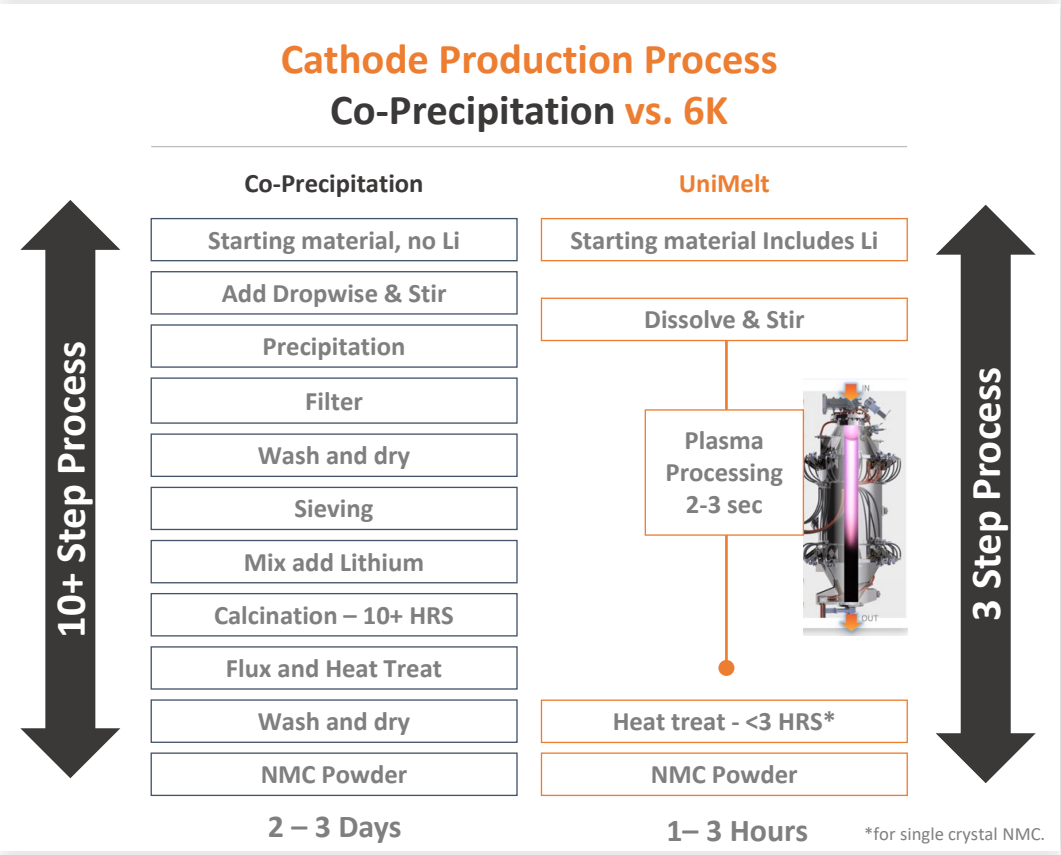 Cathode Production Process
Co-Precipitation vs. 6K
Co-Precipitation
UniMelt
10+ Step Process
Starting material, no Li
Add Dropwise & Stir
Precipitation
Filter
Wash and dry
Sieving
Mix add Lithium
Calcination – 10+ HRS
Flux and Heat Treat
Wash and dry
NMC Powder
2 – 3 Days
Starting material Includes Li
Dissolve & Stir
Plasma
Processing
2-3 sec
IN
OUT
Heat treat - <3 HRS*
NMC Powder
1– 3 Hours
3 Step Process
*for single crystal NMC.